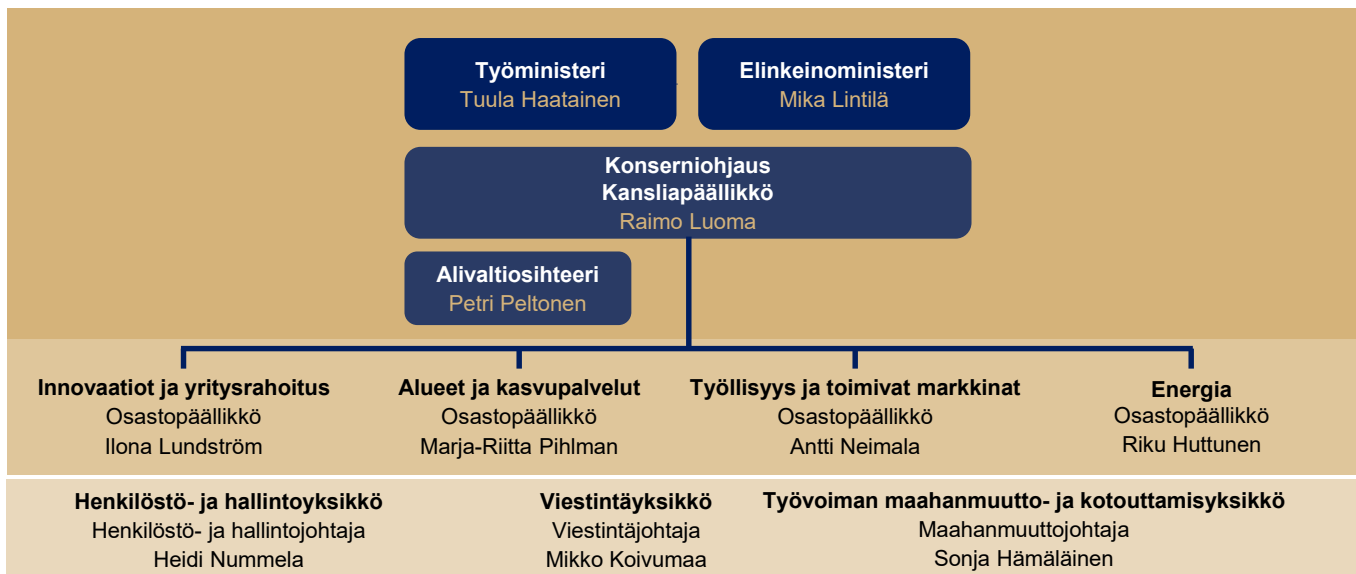 Työministeri
Tuula Haatainen
Elinkeinoministeri
Mika Lintilä
Konserniohjaus
Kansliapäällikkö
Raimo Luoma
Alivaltiosihteeri
Petri Peltonen
Innovaatiot ja yritysrahoitus
Osastopäällikkö
Ilona Lundström
Alueet ja kasvupalvelut
Osastopäällikkö
Marja-Riitta Pihlman
Työllisyys ja toimivat markkinat
Osastopäällikkö
Antti Neimala
Energia
Osastopäällikkö
Riku Huttunen
Henkilöstö- ja hallintoyksikkö
Henkilöstö- ja hallintojohtaja
Heidi Nummela
Viestintäyksikkö
Viestintäjohtaja
Mikko Koivumaa
Työvoiman maahanmuutto- ja kotouttamisyksikkö
Maahanmuuttojohtaja
Sonja Hämäläinen